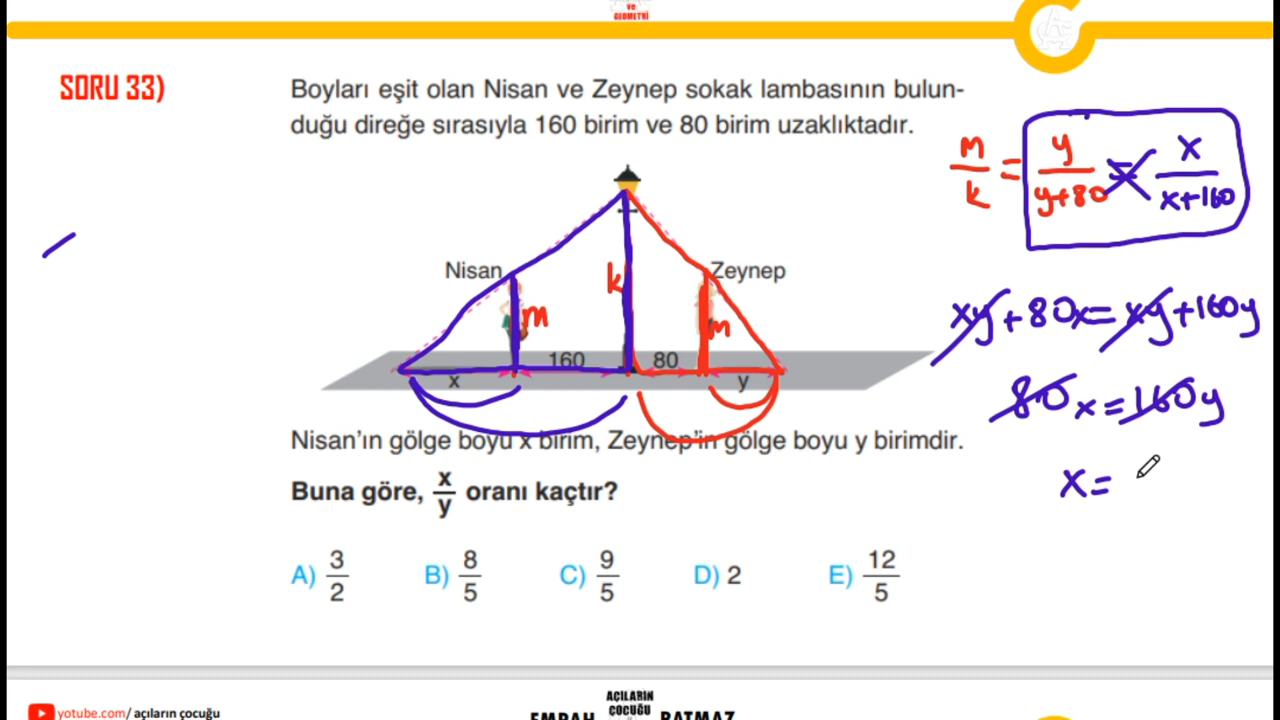 ve
GEOMETRİ
SORU 33)
Boyları eşit olan Nisan ve Zeynep sokak lambasının bulun-
duğu direğe sırasıyla 160 birim ve 80 birim uzaklıktadır.
m/k = y/y+80 = x/x+160
Nisan
Zeynep
k
m
m
160
80
x
y
xy+80x=xy+160y
80x=160y
x=
Nisan'ın gölge boyu x birim, Zeynep'in gölge boyu y birimdir.
Buna göre, x/y oranı kaçtır?
A) 3/2 B) 8/5 C) 9/5 D) 2 E) 12/5
yotube.com/ açıların çocuğu
AÇILARIN
ÇOCUĞU
EMRAH BATMAZ